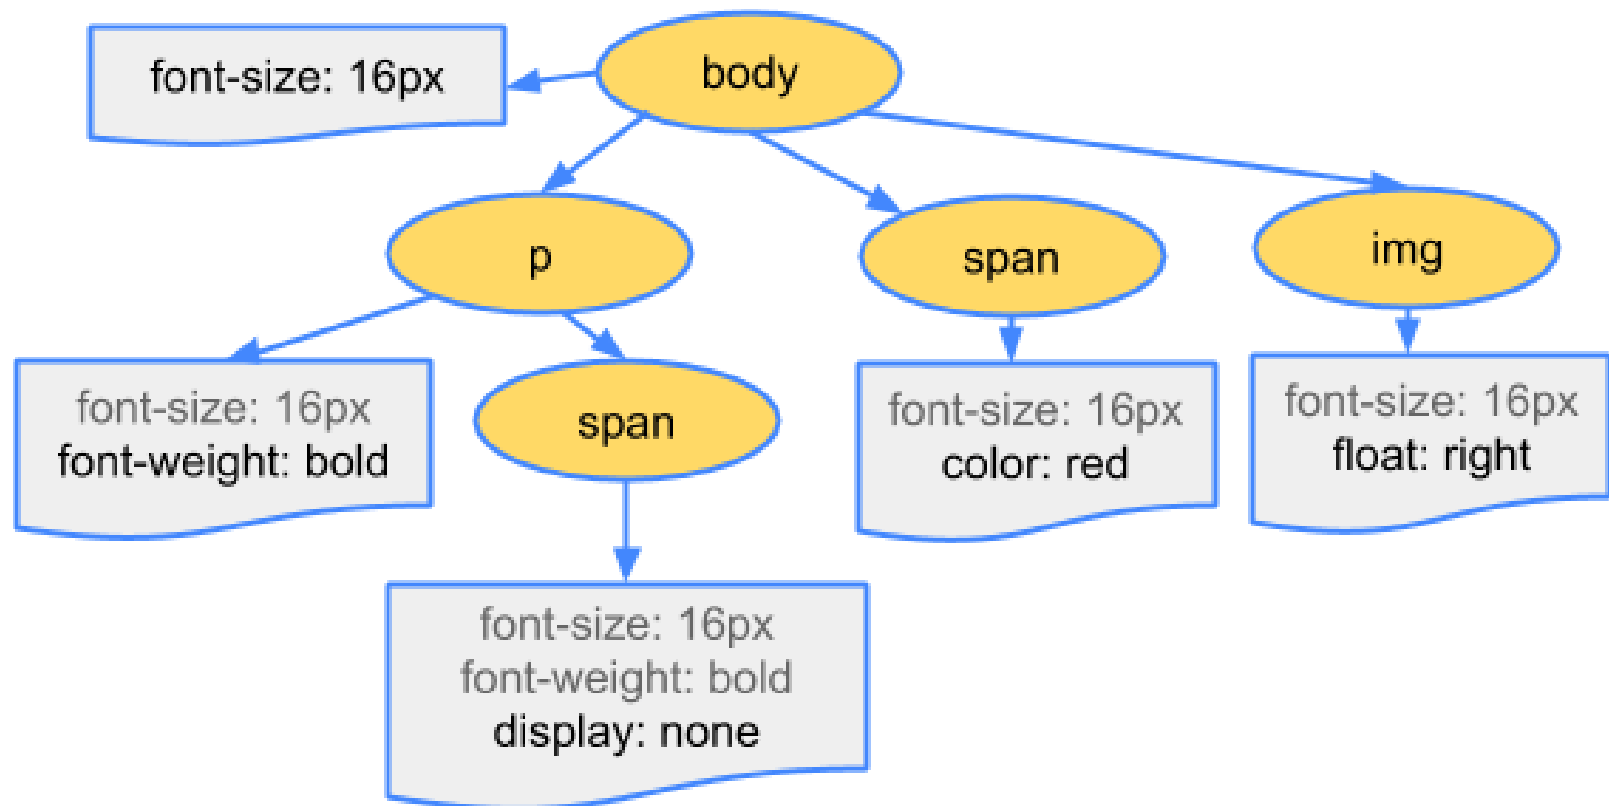 font-size: 16px
body
p
span
img
font-size: 16px
font-weight: bold
span
font-size: 16px
color: red
font-size: 16px
float: right
font-size: 16px
font-weight: bold
display: none